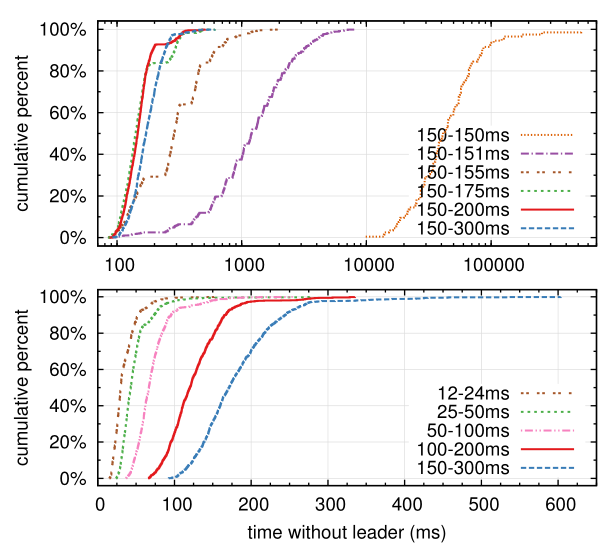 cumulative percent
100%
80%
60%
40%
20%
0%
150-150ms
150-151ms
150-155ms
150-175ms
150-200ms
150-300ms
100 1000 10000 100000
cumulative percent
100%
80%
60%
40%
20%
0%
12-24ms
25-50ms
50-100ms
100-200ms
150-300ms
0 100 200 300 400 500 600
time without leader (ms)